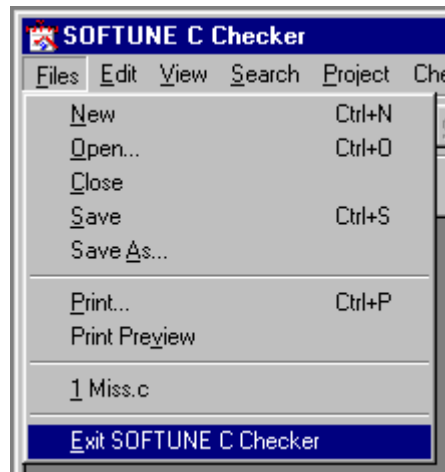 SOFTUNE C Checker
Files Edit View Search Project
New Ctrl+N
Open... Ctrl+O
Close
Save Ctrl+S
Save As...
Print... Ctrl+P
Print Preview
1 Miss.c
Exit SOFTUNE C Checker